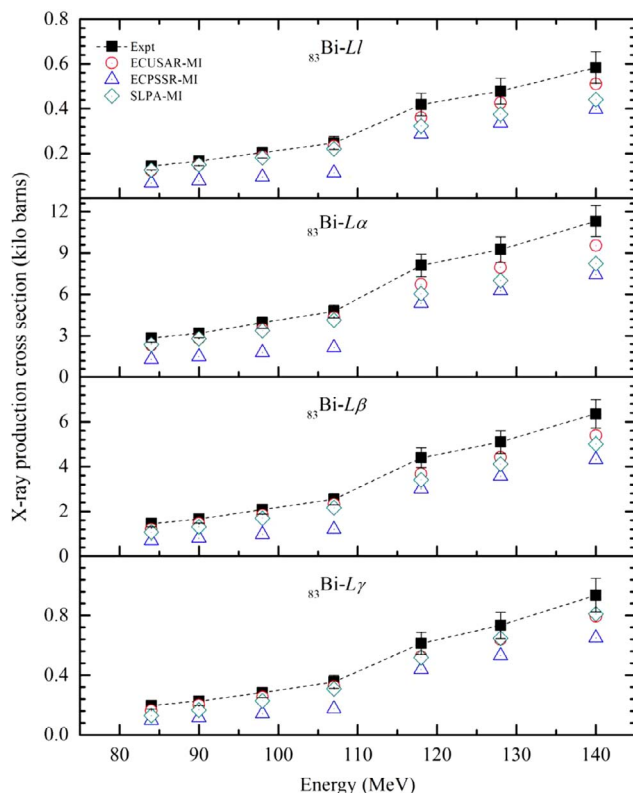 X-ray production cross section (kilo barns)
0.8
0.6
0.4
0.2
Expt
ECUSAR-MI
ECPSSR-MI
SLPA-MI
₈₃Bi-Ll
12
9
6
3
0
₈₃Bi-Lα
6
4
2
0
₈₃Bi-Lβ
0.8
0.4
0.0
₈₃Bi-Lγ
80 90 100 110 120 130 140
Energy (MeV)